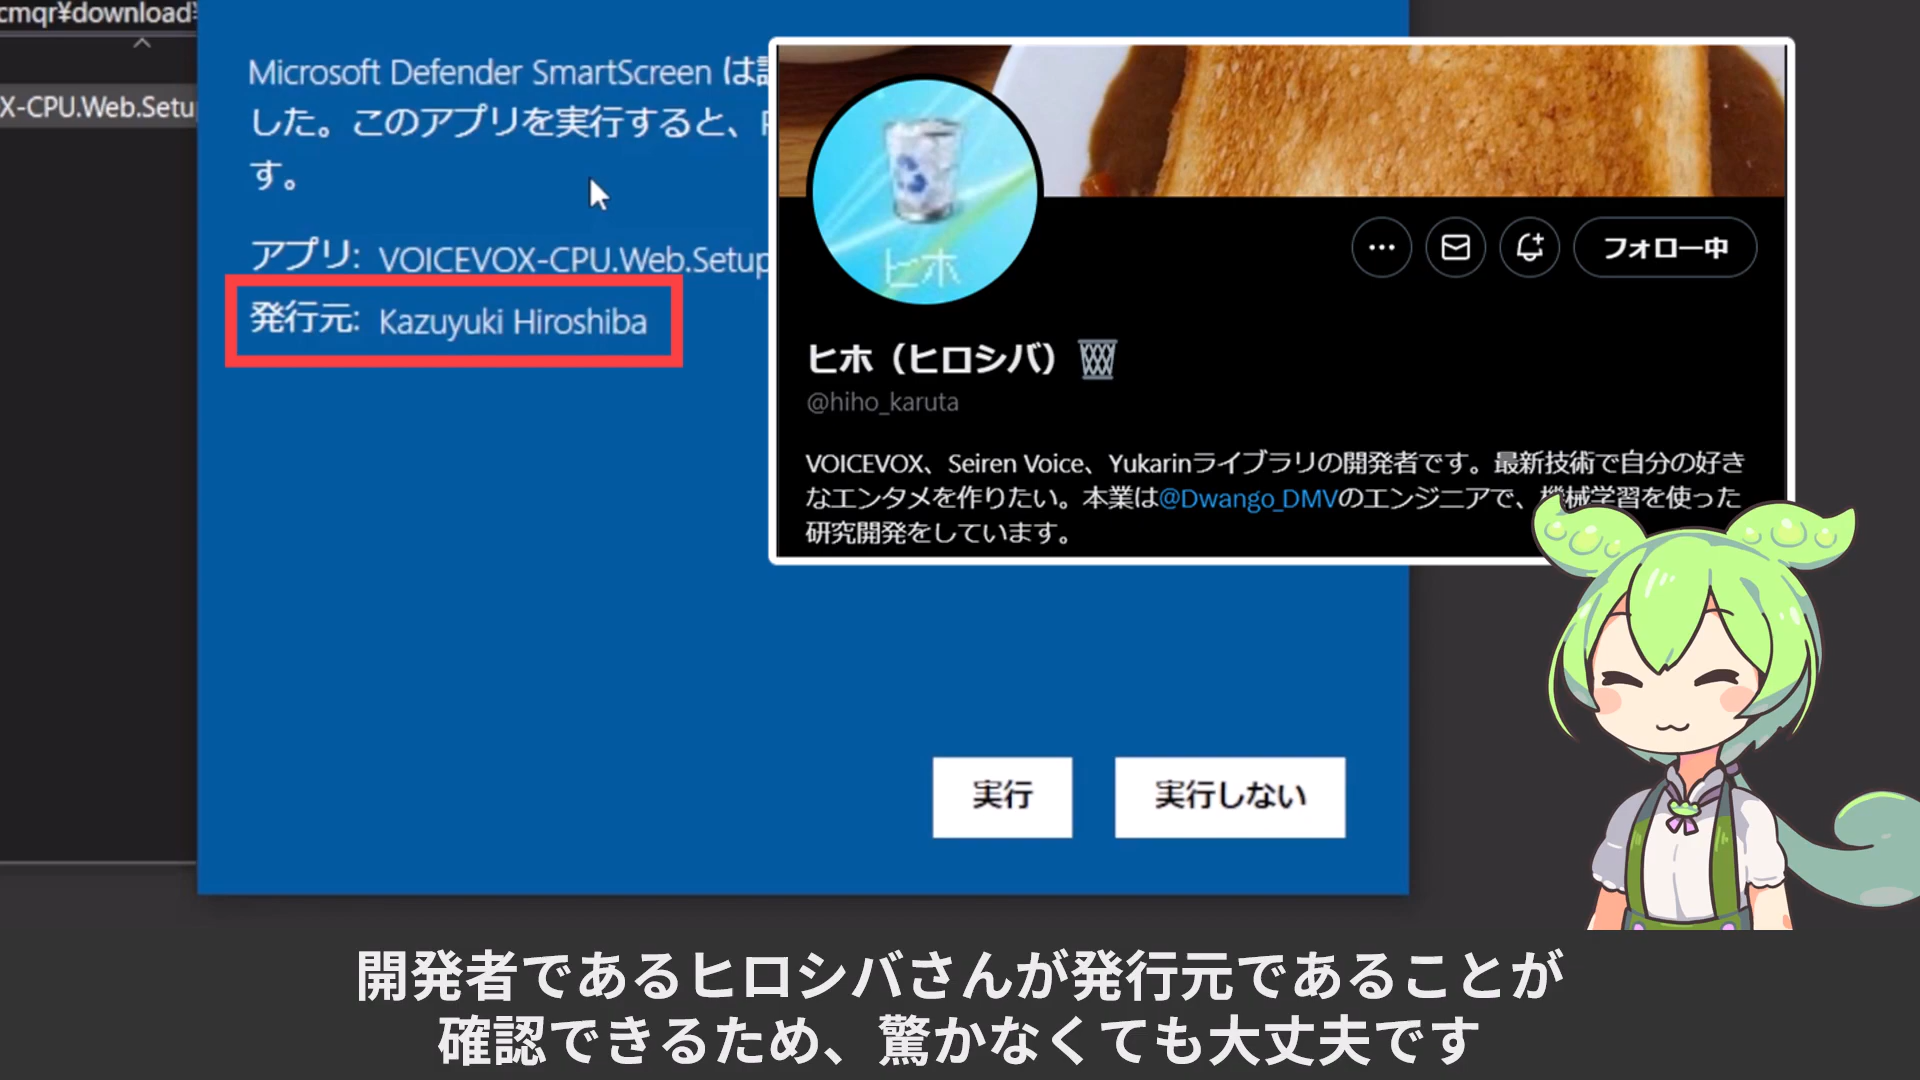 cmqr¥download¥
X-CPU.Web.Setu
Microsoft Defender SmartScreen は
した。このアプリを実行すると、
す。
アプリ: VOICEVOX-CPU.Web.Setup
発行元: Kazuyuki Hiroshiba
ヒホ
フォロー中
ヒホ（ヒロシバ）
@hiho_karuta
VOICEVOX、Seiren Voice、Yukarinライブラリの開発者です。最新技術で自分の好き
なエンタメを作りたい。本業は@Dwango_DMVのエンジニアで、機械学習を使った
研究開発をしています。
実行
実行しない
開発者であるヒロシバさんが発行元であることが
確認できるため、驚かなくても大丈夫です